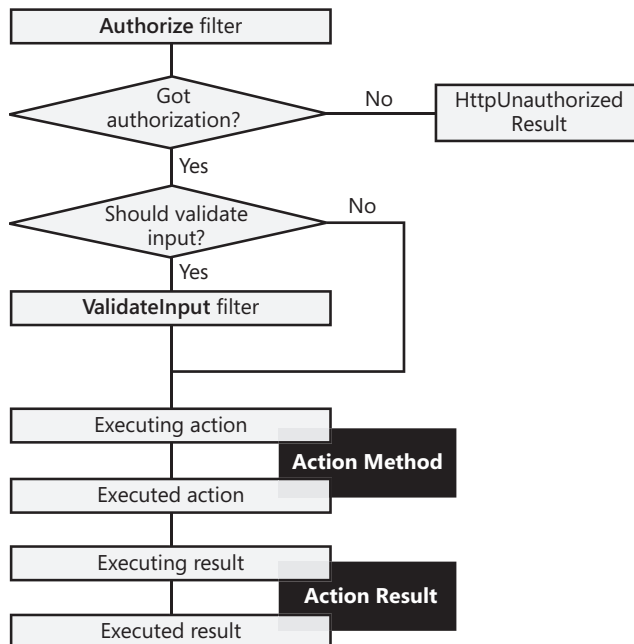 Authorize filter
Got
authorization?
No
HttpUnauthorized
Result
Yes
Should validate
input?
No
Yes
ValidateInput filter
Executing action
Action Method
Executed action
Executing result
Action Result
Executed result